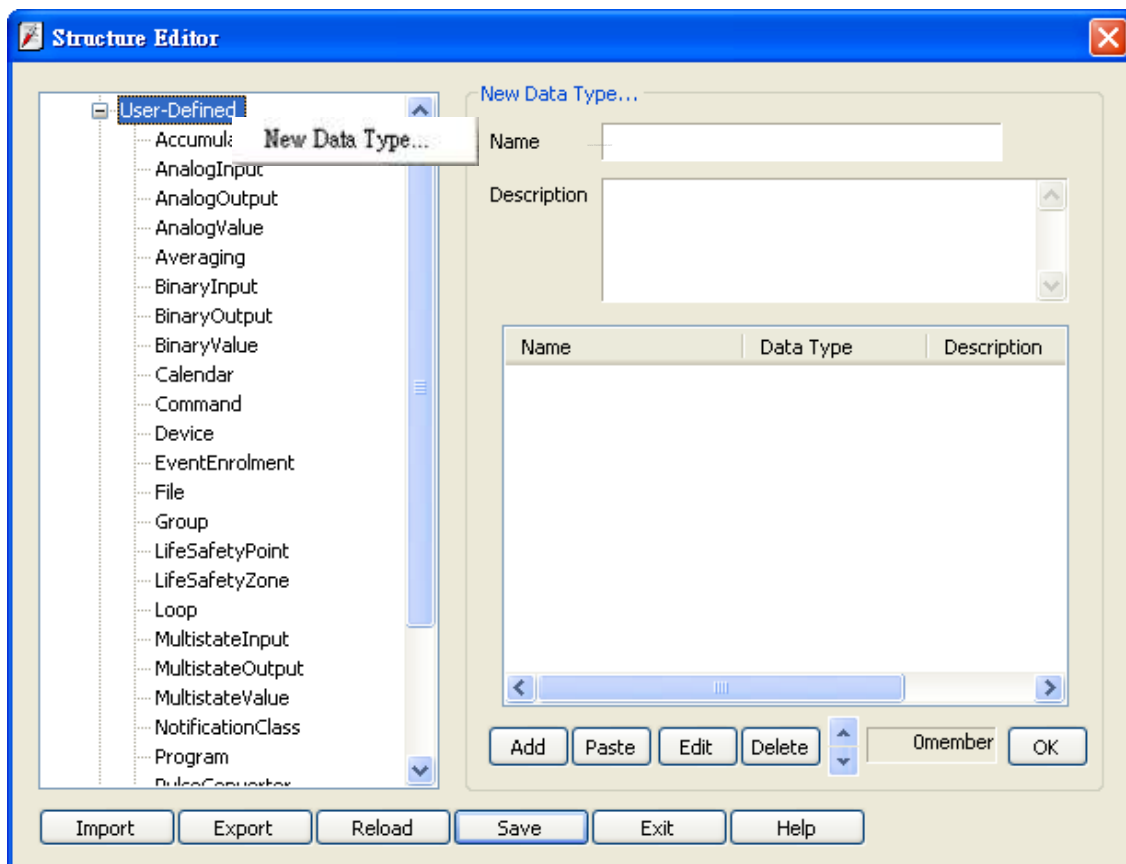 Structure Editor
User-Defined
New Data Type...
AnalogInput
AnalogOutput
AnalogValue
Averaging
BinaryInput
BinaryOutput
BinaryValue
Calendar
Command
Device
EventEnrolment
File
Group
LifeSafetyPoint
LifeSafetyZone
Loop
MultistateInput
MultistateOutput
MultistateValue
NotificationClass
Program
New Data Type...
Name
Description
Name Data Type Description
Add Paste Edit Delete 0member OK
Import Export Reload Save Exit Help